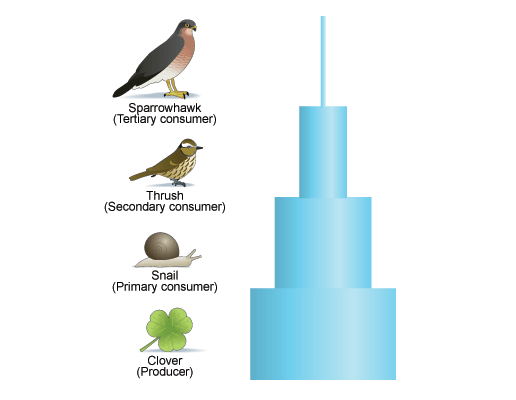 Sparrowhawk
(Tertiary consumer)
Thrush
(Secondary consumer)
Snail
(Primary consumer)
Clover
(Producer)